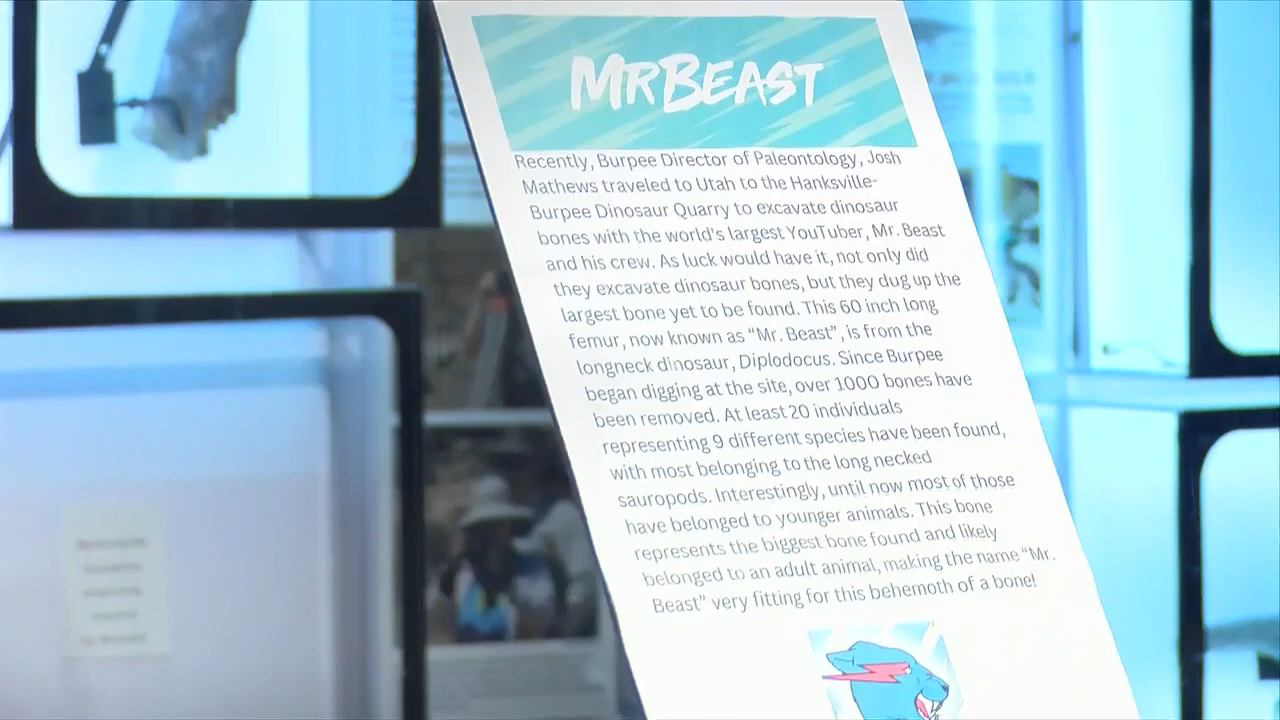 MRBEAST
Recently, Burpee Director of Paleontology, Josh
Mathews traveled to Utah to the Hanksville-
Burpee Dinosaur Quarry to excavate dinosaur
bones with the world's largest YouTuber, Mr. Beast
and his crew. As luck would have it, not only did
they excavate dinosaur bones, but they dug up the
largest bone yet to be found. This 60 inch long
femur, now known as "Mr. Beast", is from the
longneck dinosaur, Diplodocus. Since Burpee
began digging at the site, over 1000 bones have
been removed. At least 20 individuals
representing 9 different species have been found,
with most belonging to the long necked
sauropods. Interestingly, until now most of those
have belonged to younger animals. This bone
represents the biggest bone found and likely
belonged to an adult animal, making the name "Mr.
Beast" very fitting for this behemoth of a bone!